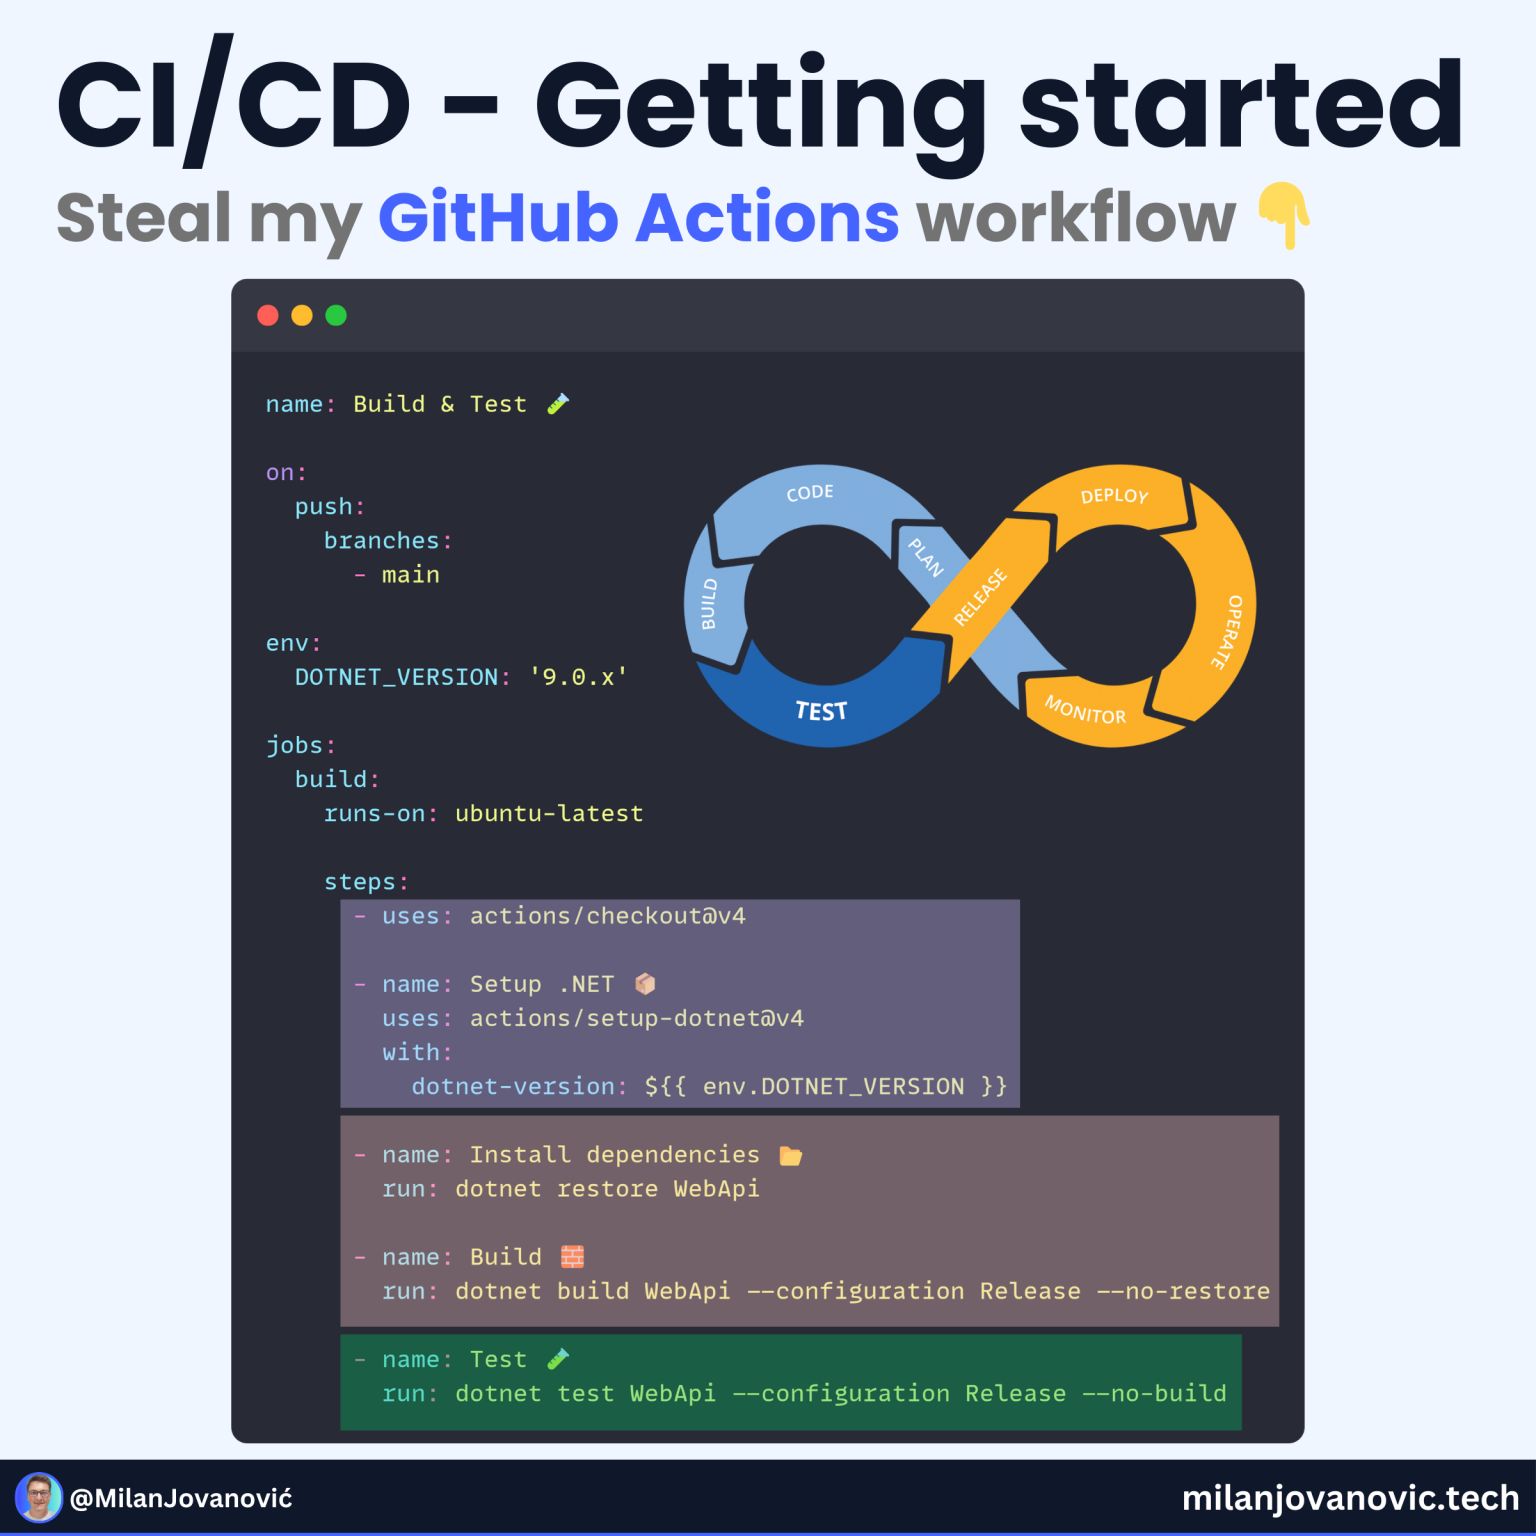 CI/CD - Getting started
Steal my GitHub Actions workflow 👇
name: Build & Test 🧪
on:
  push:
    branches:
      - main
env:
  DOTNET_VERSION: '9.0.x'
jobs:
  build:
    runs-on: ubuntu-latest
    steps:
      - uses: actions/checkout@v4
      - name: Setup .NET 📦
        uses: actions/setup-dotnet@v4
        with:
          dotnet-version: ${{ env.DOTNET_VERSION }}
      - name: Install dependencies 📂
        run: dotnet restore WebApi
      - name: Build 🧱
        run: dotnet build WebApi --configuration Release --no-restore
      - name: Test 🧪
        run: dotnet test WebApi --configuration Release --no-build
CODE
PLAN
BUILD
TEST
RELEASE
DEPLOY
OPERATE
MONITOR
@MilanJovanović
milanjovanovic.tech